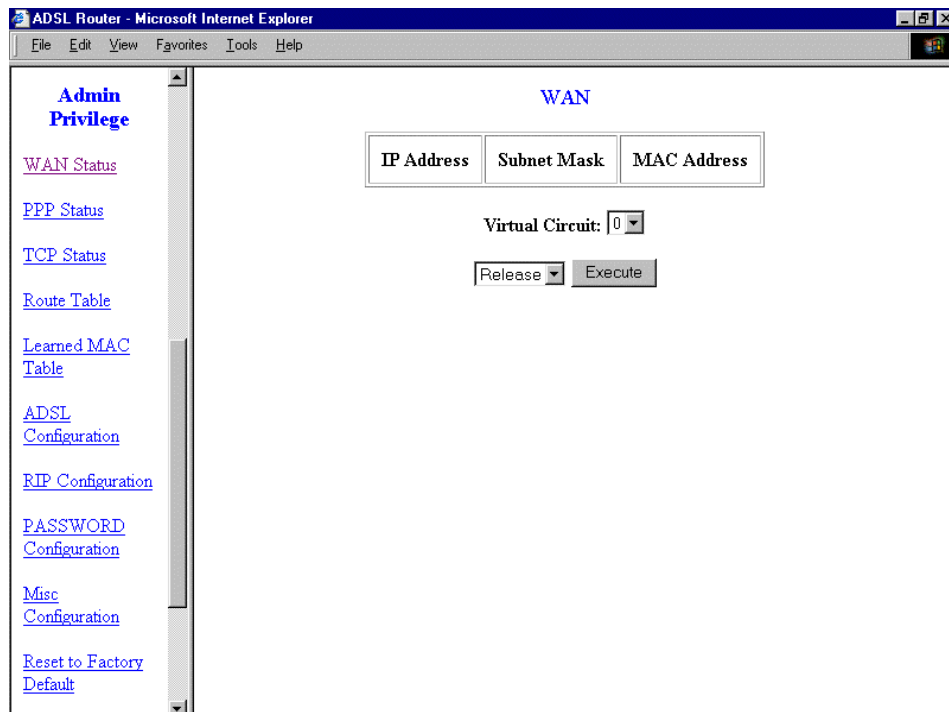 ADSL Router - Microsoft Internet Explorer
File Edit View Favorites Tools Help
Admin
Privilege
WAN Status
PPP Status
TCP Status
Route Table
Learned MAC
Table
ADSL
Configuration
RIP Configuration
PASSWORD
Configuration
Misc
Configuration
Reset to Factory
Default
WAN
IP Address Subnet Mask MAC Address
Virtual Circuit: 0
Release Execute